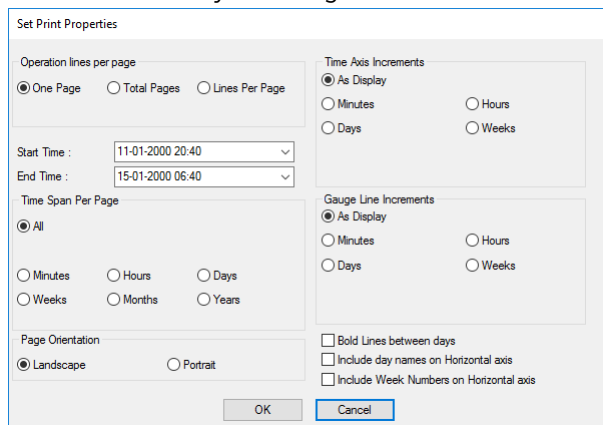 Set Print Properties
Operation lines per page
One Page Total Pages Lines Per Page
Start Time : 11-01-2000 20:40
End Time : 15-01-2000 06:40
Time Span Per Page
All
Minutes Hours Days
Weeks Months Years
Page Orientation
Landscape Portrait
Time Axis Increments
As Display
Minutes Hours
Days Weeks
Gauge Line Increments
As Display
Minutes Hours
Days Weeks
Bold Lines between days
Include day names on Horizontal axis
Include Week Numbers on Horizontal axis
OK Cancel